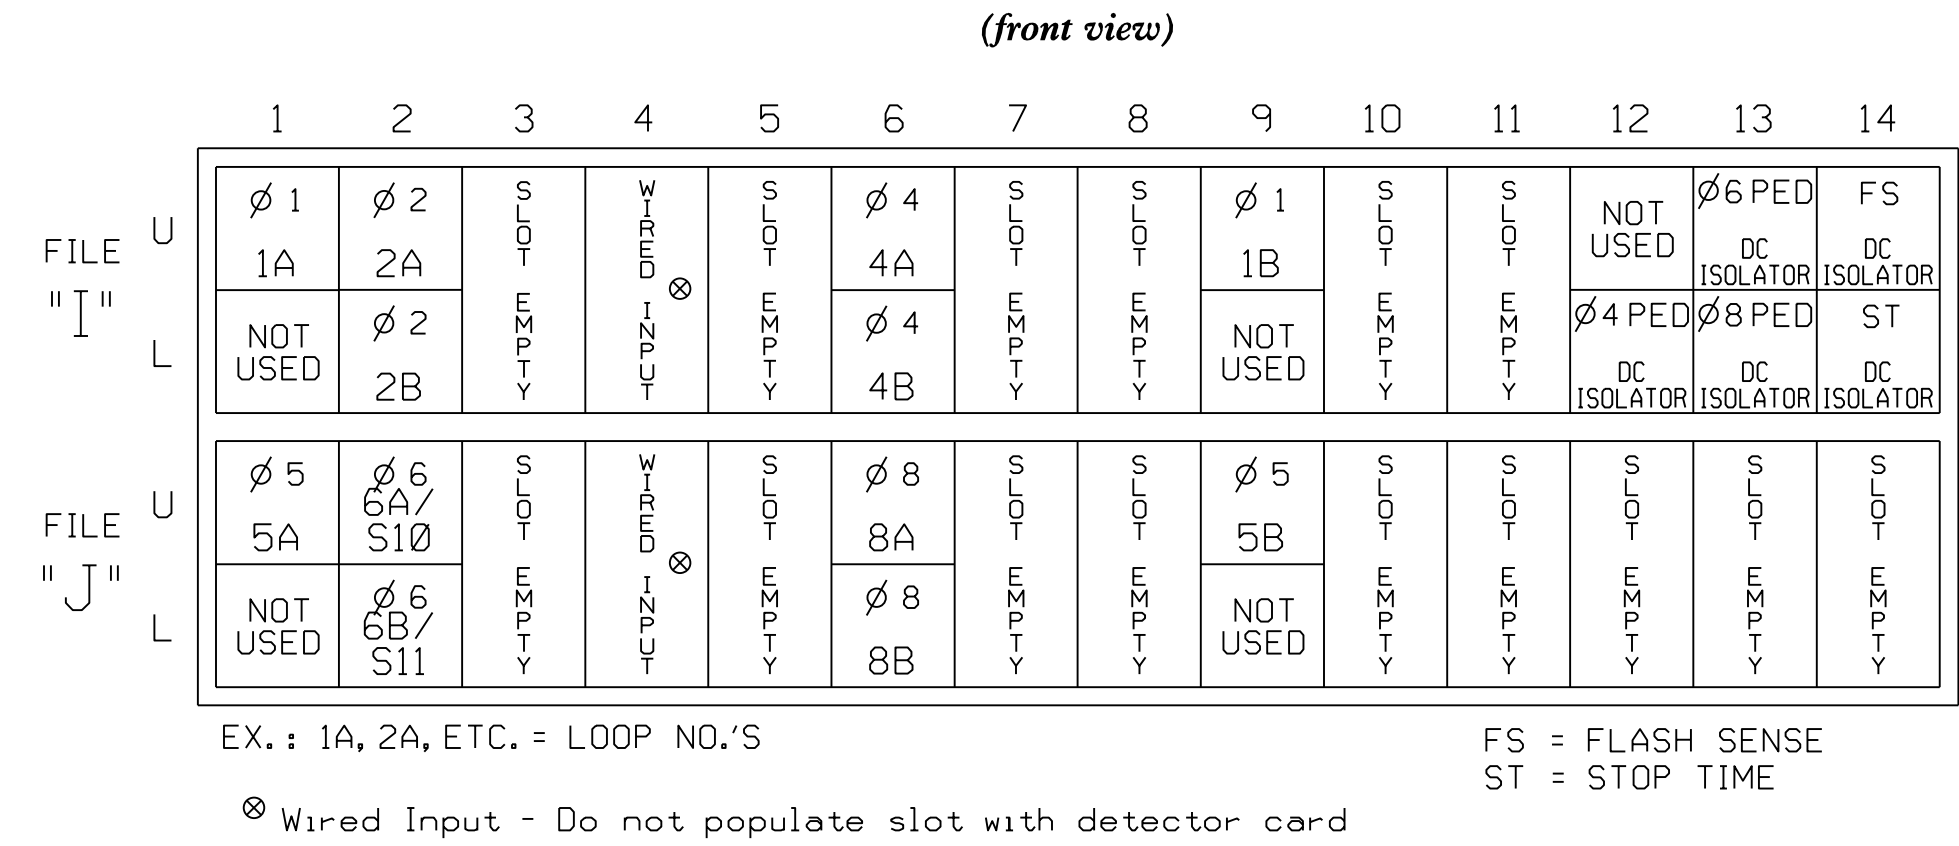 (front view)
1 2 3 4 5 6 7 8 9 10 11 12 13 14
FILE "I"
U
L
Ø 1
1A
NOT USED
Ø 2
2A
Ø 2
2B
SLOT EMPTY
WIRED INPUT ⊗
SLOT EMPTY
Ø 4
4A
Ø 4
4B
SLOT EMPTY
SLOT EMPTY
Ø 1
1B
NOT USED
SLOT EMPTY
SLOT EMPTY
NOT
USED
Ø4 PED
DC
ISOLATOR
Ø6 PED
DC
ISOLATOR
Ø8 PED
DC
ISOLATOR
FS
DC
ISOLATOR
ST
DC
ISOLATOR
FILE "J"
U
L
Ø 5
5A
NOT
USED
Ø 6
6A/
S10
Ø 6
6B/
S11
SLOT EMPTY
WIRED INPUT ⊗
SLOT EMPTY
Ø 8
8A
Ø 8
8B
SLOT EMPTY
SLOT EMPTY
Ø 5
5B
NOT
USED
SLOT EMPTY
SLOT EMPTY
SLOT EMPTY
SLOT EMPTY
SLOT EMPTY
EX.: 1A, 2A, ETC. = LOOP NO.'S
FS = FLASH SENSE
ST = STOP TIME
⊗ Wired Input - Do not populate slot with detector card